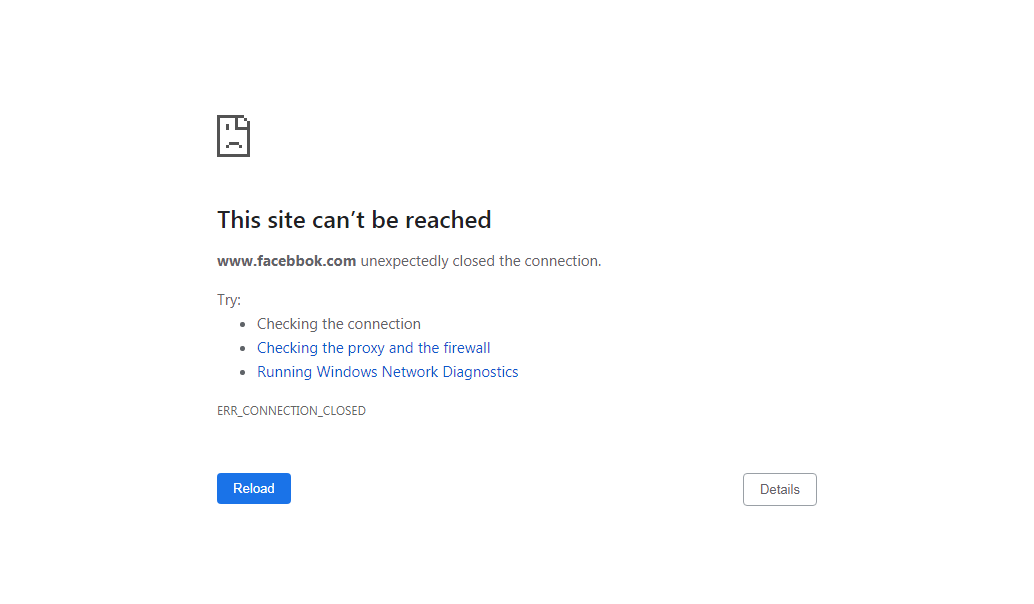 This site can’t be reached
www.facebbok.com unexpectedly closed the connection.
Try:
Checking the connection
Checking the proxy and the firewall
Running Windows Network Diagnostics
ERR_CONNECTION_CLOSED
Reload
Details